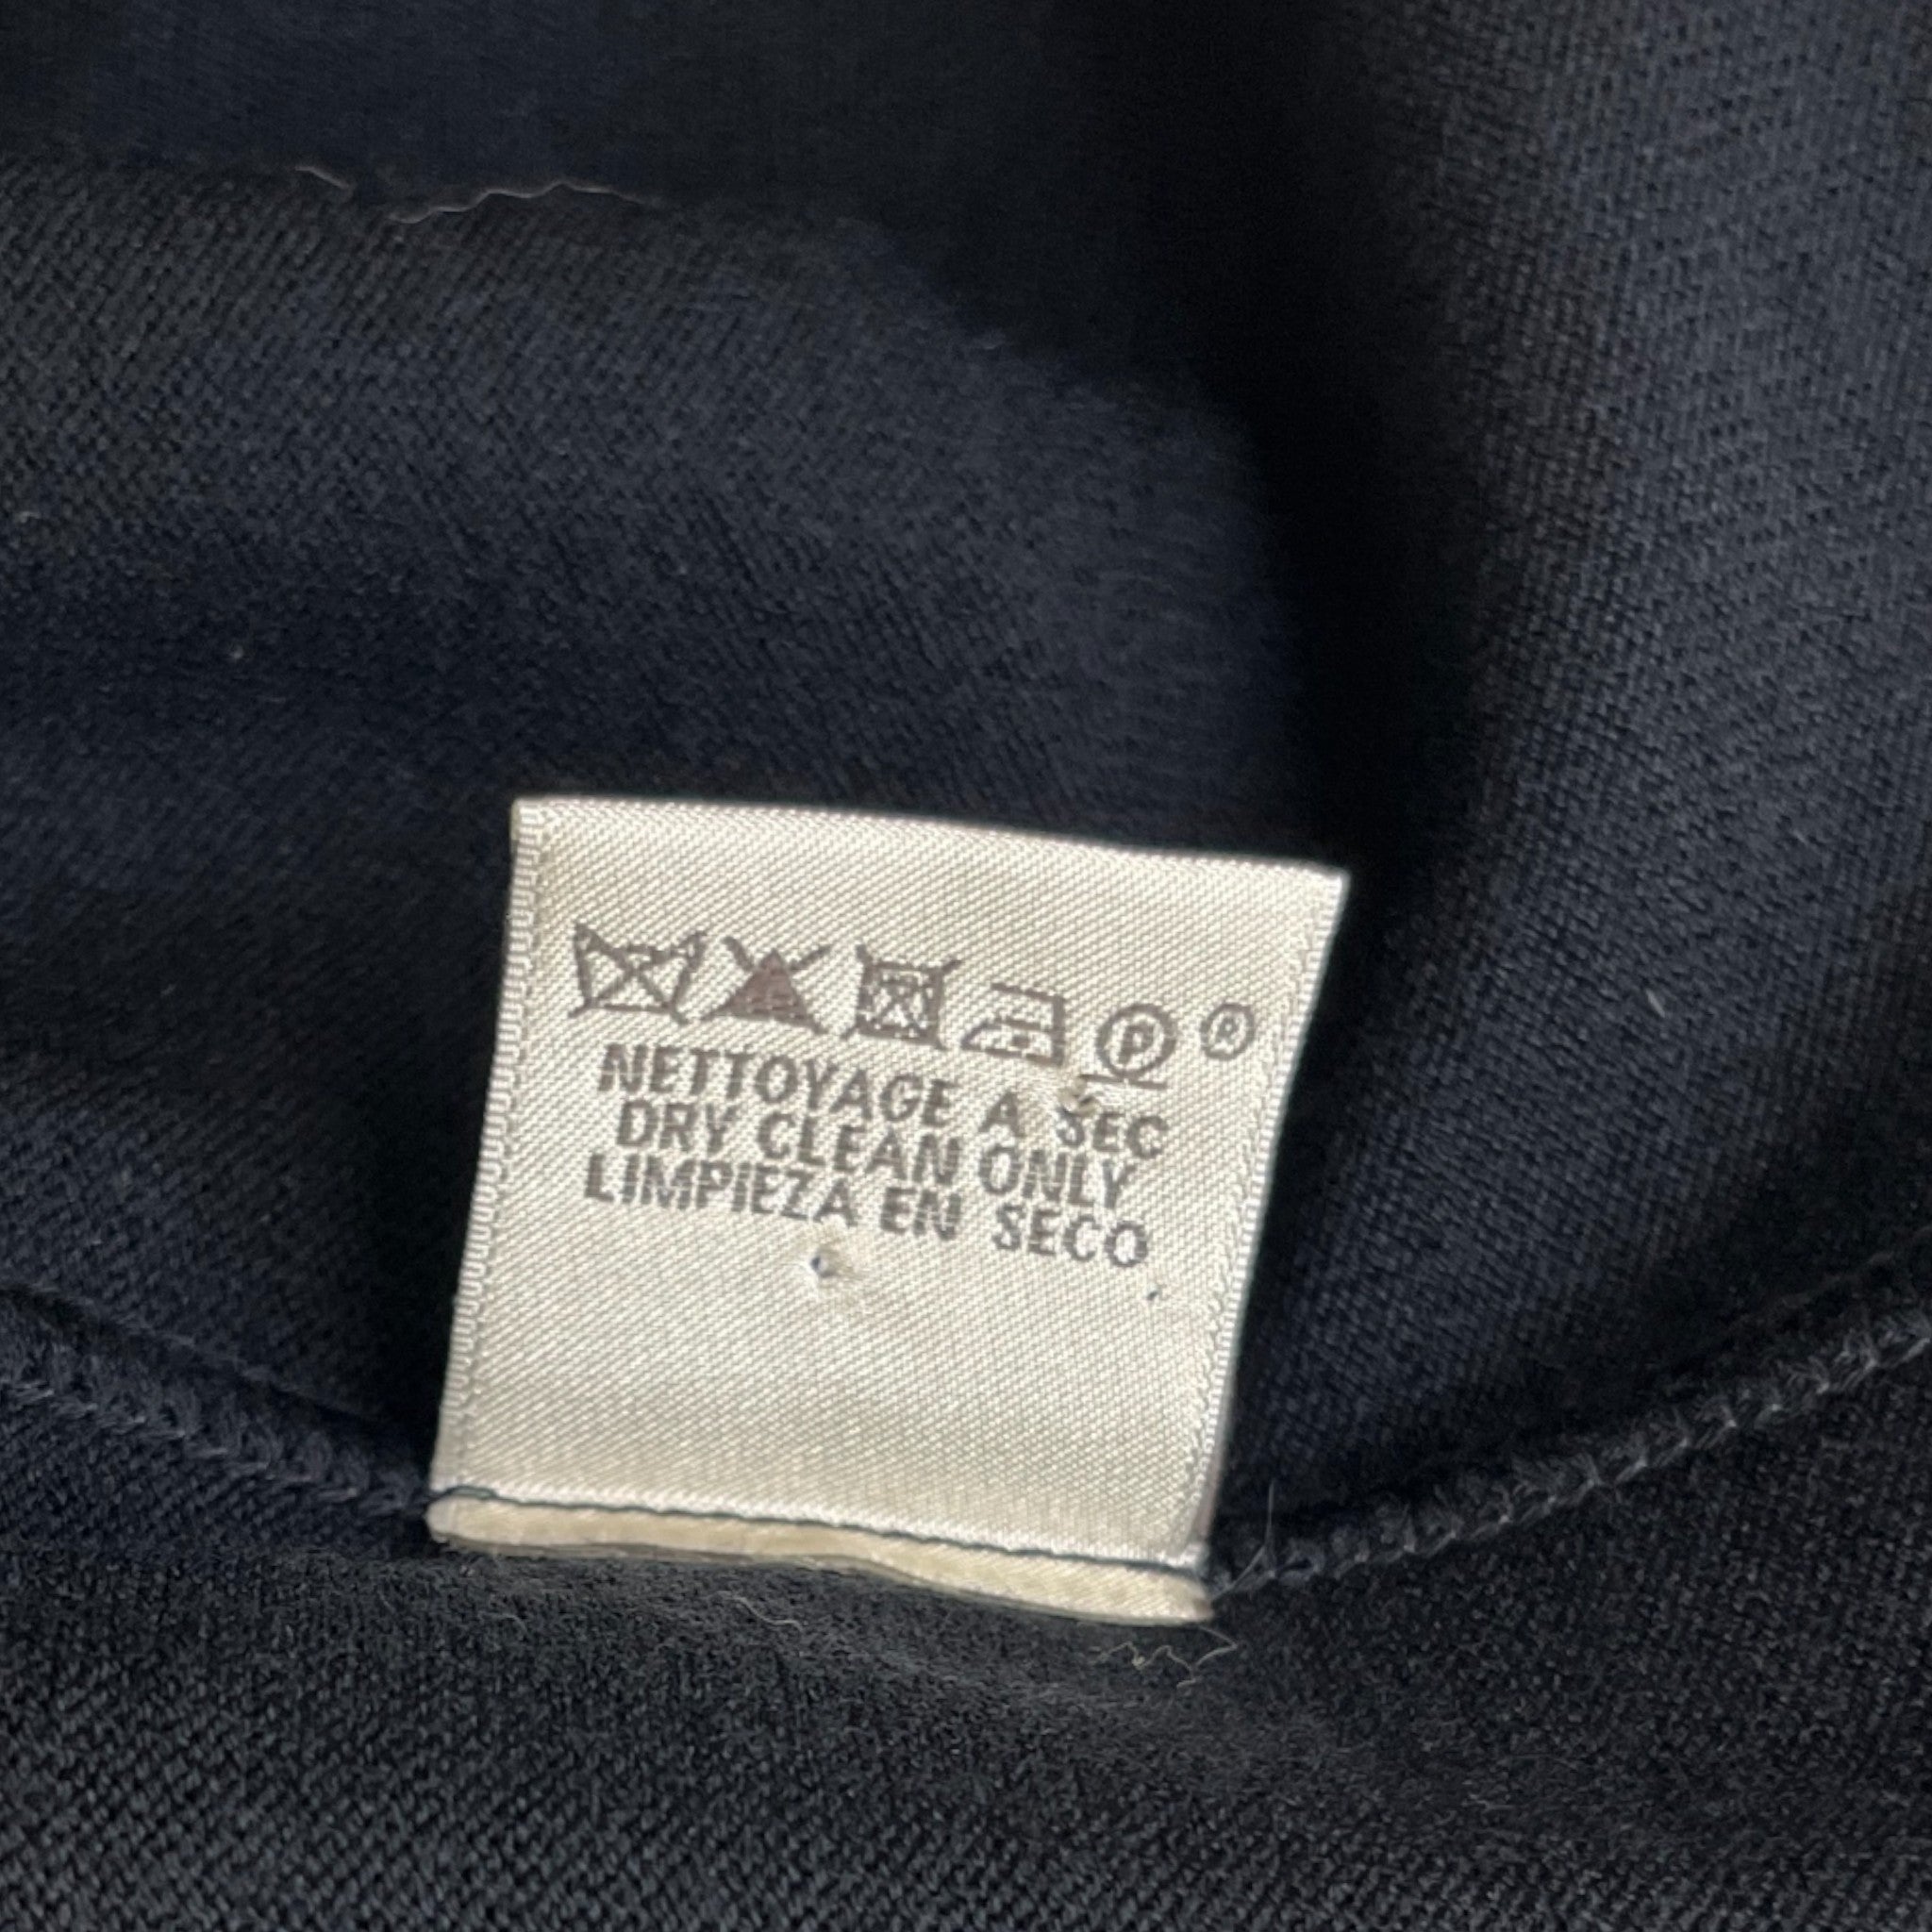 P ®
NETTOYAGE A SEC
DRY CLEAN ONLY
LIMPIEZA EN SECO